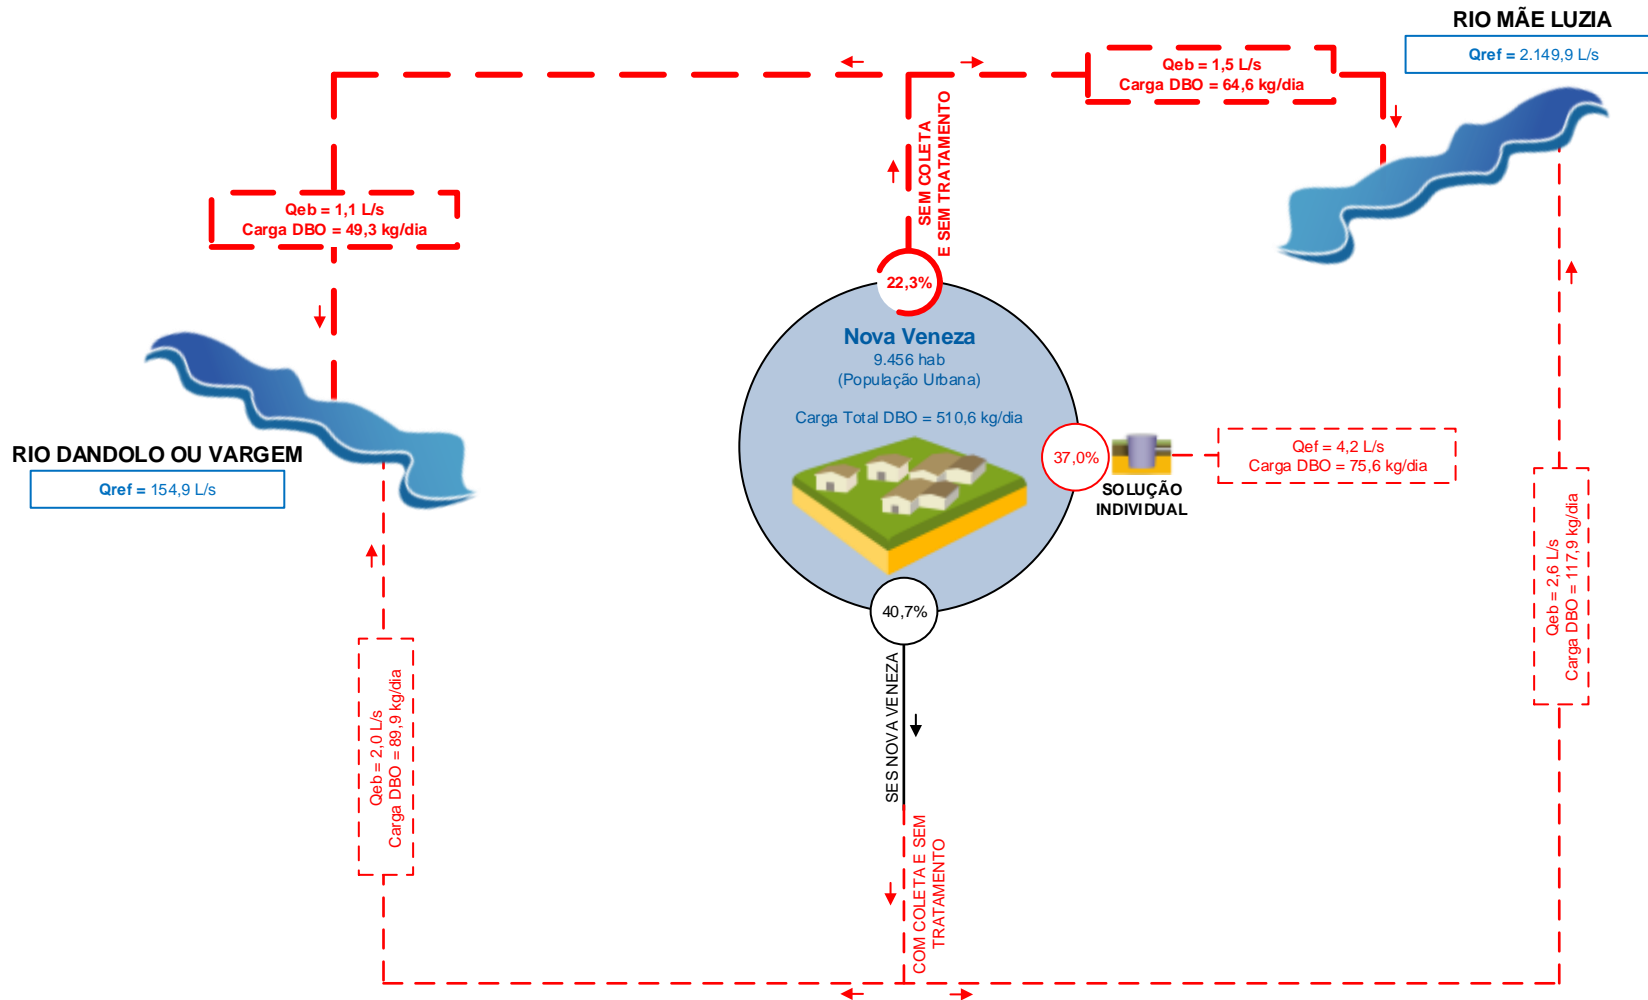 RIO MÃE LUZIA
Qref = 2.149,9 L/s
Qeb = 1,5 L/s
Carga DBO = 64,6 kg/dia
SEM COLETA
E SEM TRATAMENTO
Qeb = 1,1 L/s
Carga DBO = 49,3 kg/dia
22,3%
Nova Veneza
9.456 hab
(População Urbana)
Carga Total DBO = 510,6 kg/dia
RIO DANDOLO OU VARGEM
Qref = 154,9 L/s
37,0%
SOLUÇÃO
INDIVIDUAL
Qef = 4,2 L/s
Carga DBO = 75,6 kg/dia
Qeb = 2,6 L/s
Carga DBO = 117,9 kg/dia
40,7%
SES NOVA VENEZA
Qeb = 2,0 L/s
Carga DBO = 89,9 kg/dia
COM COLETA E SEM
TRATAMENTO